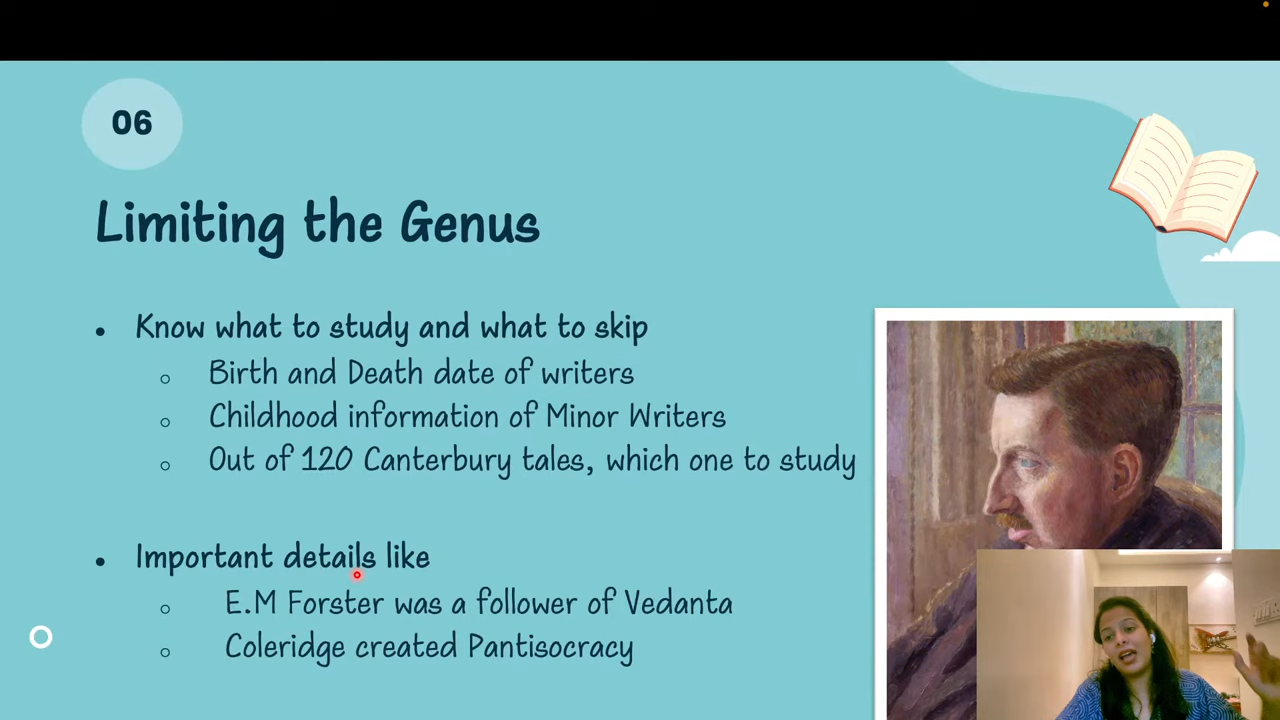 06
Limiting the Genus
• Know what to study and what to skip
○ Birth and Death date of writers
○ Childhood information of Minor Writers
○ Out of 120 Canterbury tales, which one to study
• Important details like
○ E.M Forster was a follower of Vedanta
○ Coleridge created Pantisocracy